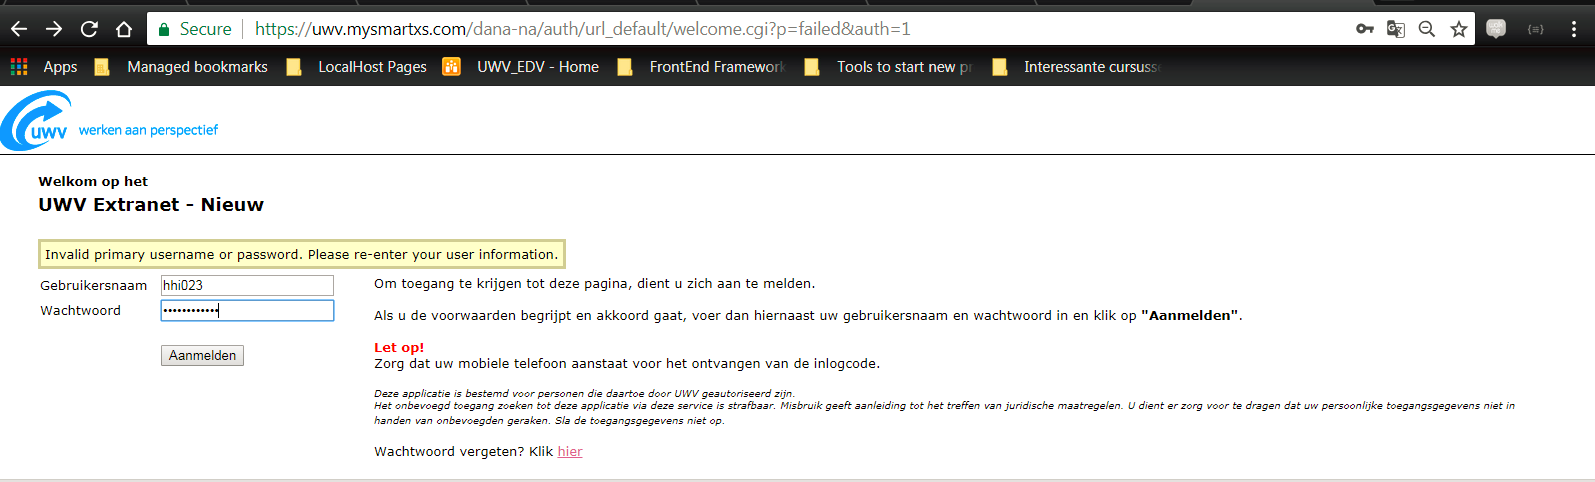 Secure https://uwv.mysmartxs.com/dana-na/auth/url_default/welcome.cgi?p=failed&auth=1
Apps Managed bookmarks LocalHost Pages UWV_EDV - Home FrontEnd Framework Tools to start new pr Interessante cursusse
uwv werken aan perspectief
Welkom op het
UWV Extranet - Nieuw
Invalid primary username or password. Please re-enter your user information.
Gebruikersnaam hhi023
Wachtwoord ••••••••••••
Aanmelden
Om toegang te krijgen tot deze pagina, dient u zich aan te melden.
Als u de voorwaarden begrijpt en akkoord gaat, voer dan hiernaast uw gebruikersnaam en wachtwoord in en klik op "Aanmelden".
Let op!
Zorg dat uw mobiele telefoon aanstaat voor het ontvangen van de inlogcode.
Deze applicatie is bestemd voor personen die daartoe door UWV geautoriseerd zijn.
Het onbevoegd toegang zoeken tot deze applicatie via deze service is strafbaar. Misbruik geeft aanleiding tot het treffen van juridische maatregelen. U dient er zorg voor te dragen dat uw persoonlijke toegangsgegevens niet in
handen van onbevoegden geraken. Sla de toegangsgegevens niet op.
Wachtwoord vergeten? Klik hier